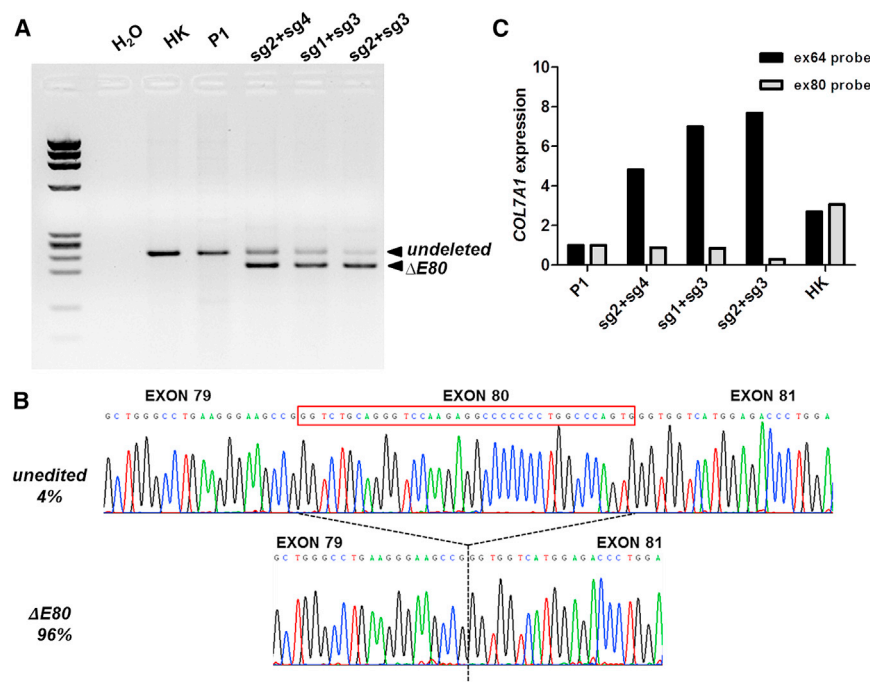 A
H₂O HK P1 sg2+sg4 sg1+sg3 sg2+sg3
undeleted
ΔE80
C
ex64 probe
ex80 probe
COL7A1 expression
10
8
6
4
2
0
P1 sg2+sg4 sg1+sg3 sg2+sg3 HK
B
EXON 79 EXON 80 EXON 81
G C T G G G C C T G A A G G G A A G C C G G G T C T G C A G G G T C C A A G A G G C C C C C C C T G G C C C A G T G G G T G G T C A T G G A G A C C C T G G A
unedited
4%
EXON 79 EXON 81
G C T G G G C C T G A A G G G A A G C C G G G T G G T C A T G G A G A C C C T G G A
ΔE80
96%